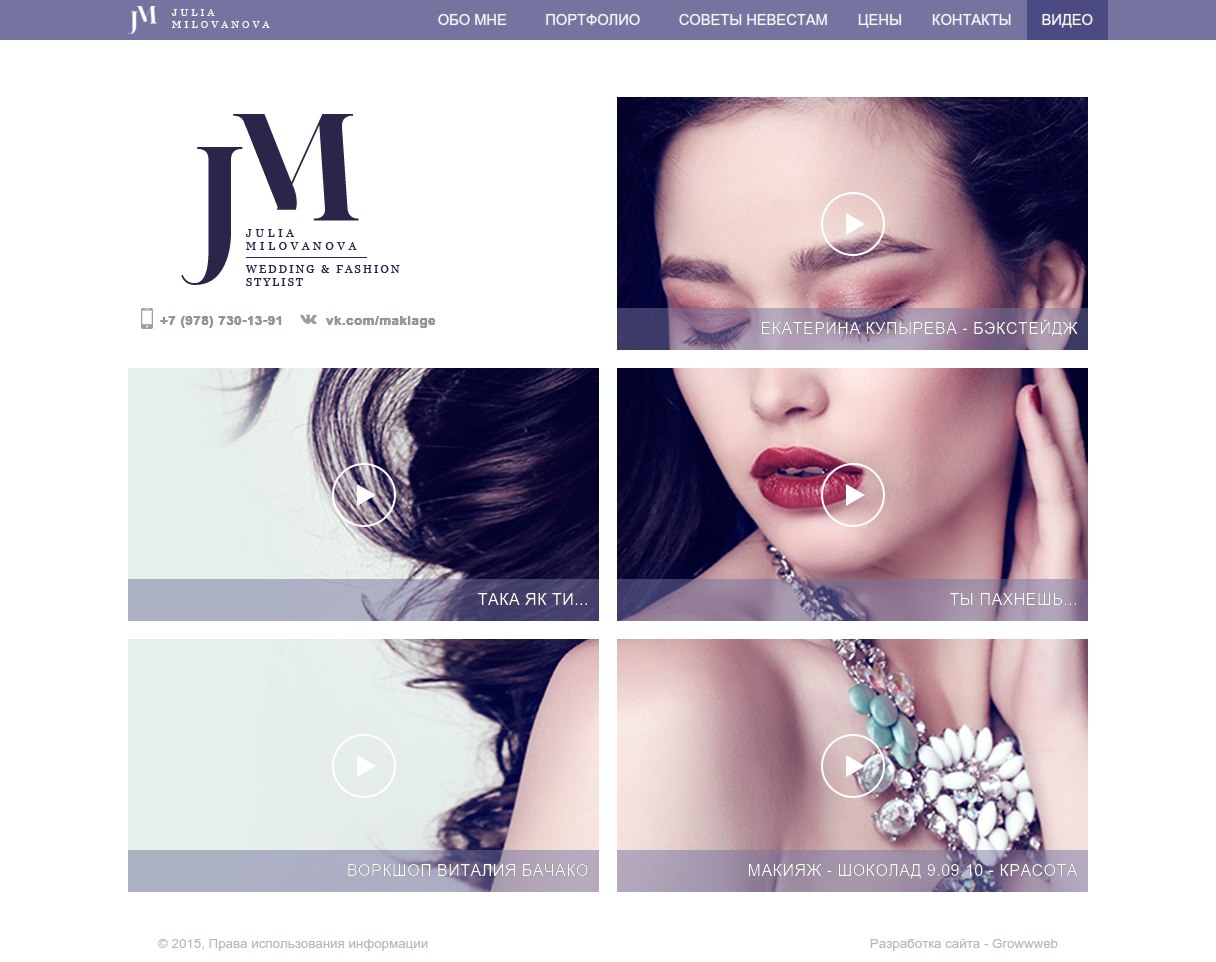 JM
JULIA
MILOVANOVA
ОБО МНЕ ПОРТФОЛИО СОВЕТЫ НЕВЕСТАМ ЦЕНЫ КОНТАКТЫ ВИДЕО
JM
JULIA
MILOVANOVA
WEDDING & FASHION
STYLIST
+7 (978) 730-13-91 vk.com/makiage
ЕКАТЕРИНА КУПЫРЕВА - БЭКСТЕЙДЖ
ТАКА ЯК ТИ...
ТЫ ПАХНЕШЬ...
ВОРКШОП ВИТАЛИЯ БАЧАКО
МАКИЯЖ - ШОКОЛАД 9.09.10 - КРАСОТА
© 2015, Права использования информации
Разработка сайта - Growwweb